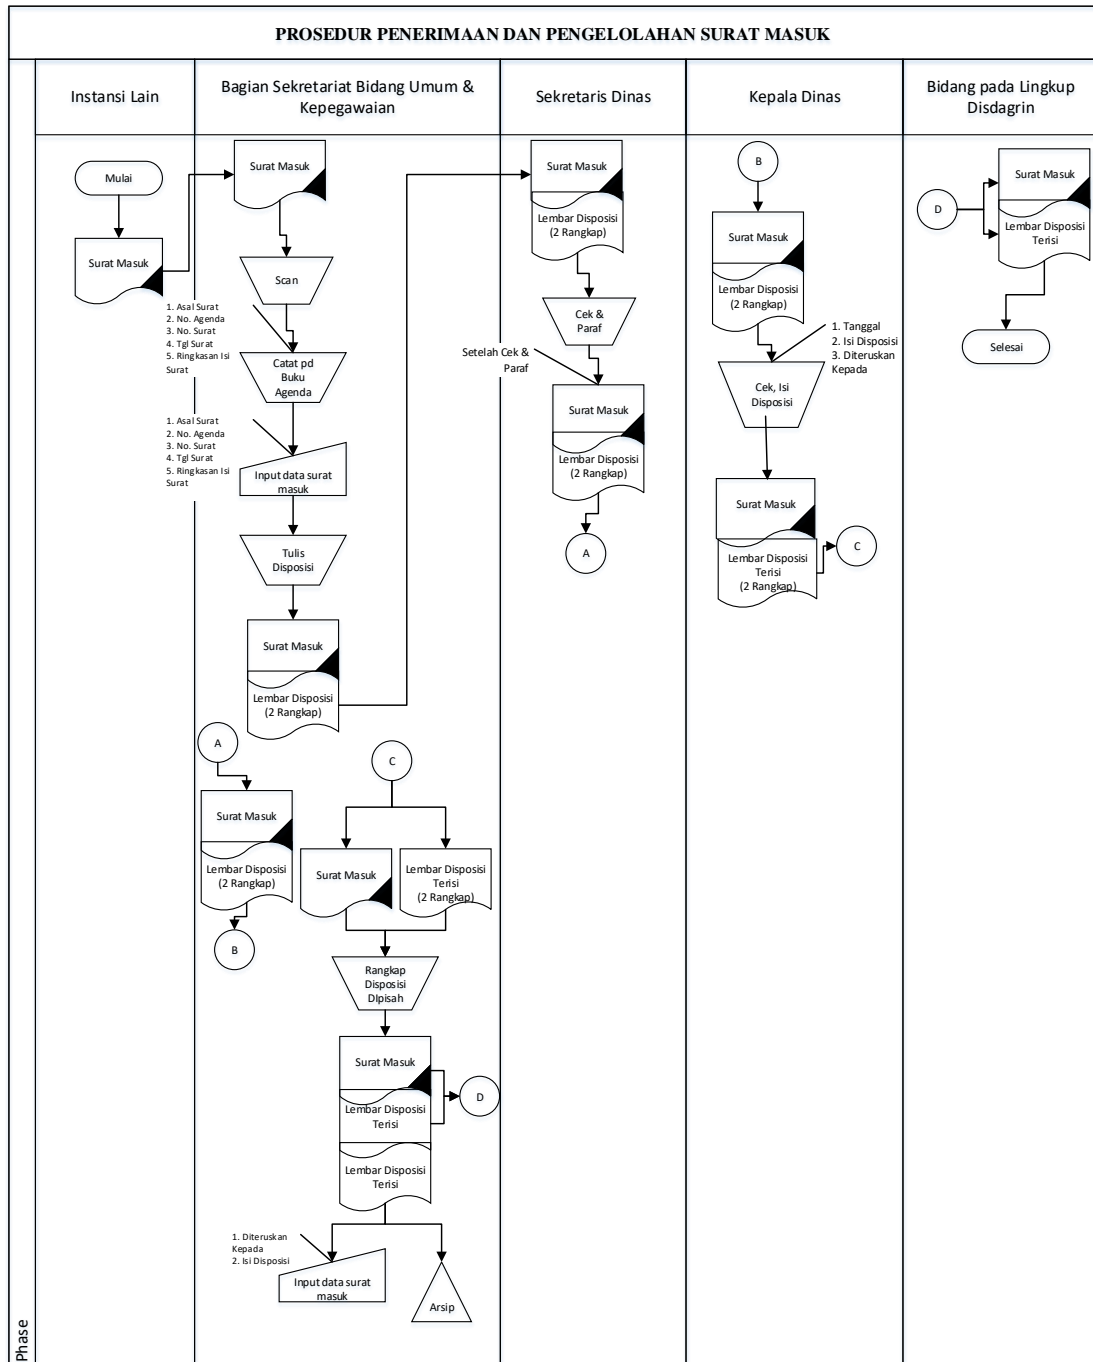 PROSEDUR PENERIMAAN DAN PENGELOLAHAN SURAT MASUK
Phase
Instansi Lain
Bagian Sekretariat Bidang Umum &
Kepegawaian
Sekretaris Dinas
Kepala Dinas
Bidang pada Lingkup
Disdagrin
Mulai
Surat Masuk
Surat Masuk
Scan
1. Asal Surat
2. No. Agenda
3. No. Surat
4. Tgl Surat
5. Ringkasan Isi
Surat
Catat pd
Buku
Agenda
1. Asal Surat
2. No. Agenda
3. No. Surat
4. Tgl Surat
5. Ringkasan Isi
Surat
Input data surat
masuk
Tulis
Disposisi
Surat Masuk
Lembar Disposisi
(2 Rangkap)
A
Surat Masuk
Lembar Disposisi
(2 Rangkap)
B
C
Surat Masuk
Lembar Disposisi
Terisi
(2 Rangkap)
Rangkap
Disposisi
DIpisah
Surat Masuk
Lembar Disposisi
Terisi
Lembar Disposisi
Terisi
D
1. Diteruskan
Kepada
2. Isi Disposisi
Input data surat
masuk
Arsip
Surat Masuk
Lembar Disposisi
(2 Rangkap)
Cek &
Paraf
Setelah Cek &
Paraf
Surat Masuk
Lembar Disposisi
(2 Rangkap)
A
B
Surat Masuk
Lembar Disposisi
(2 Rangkap)
1. Tanggal
2. Isi Disposisi
3. Diteruskan
Kepada
Cek, Isi
Disposisi
Surat Masuk
Lembar Disposisi
Terisi
(2 Rangkap)
C
D
Surat Masuk
Lembar Disposisi
Terisi
Selesai